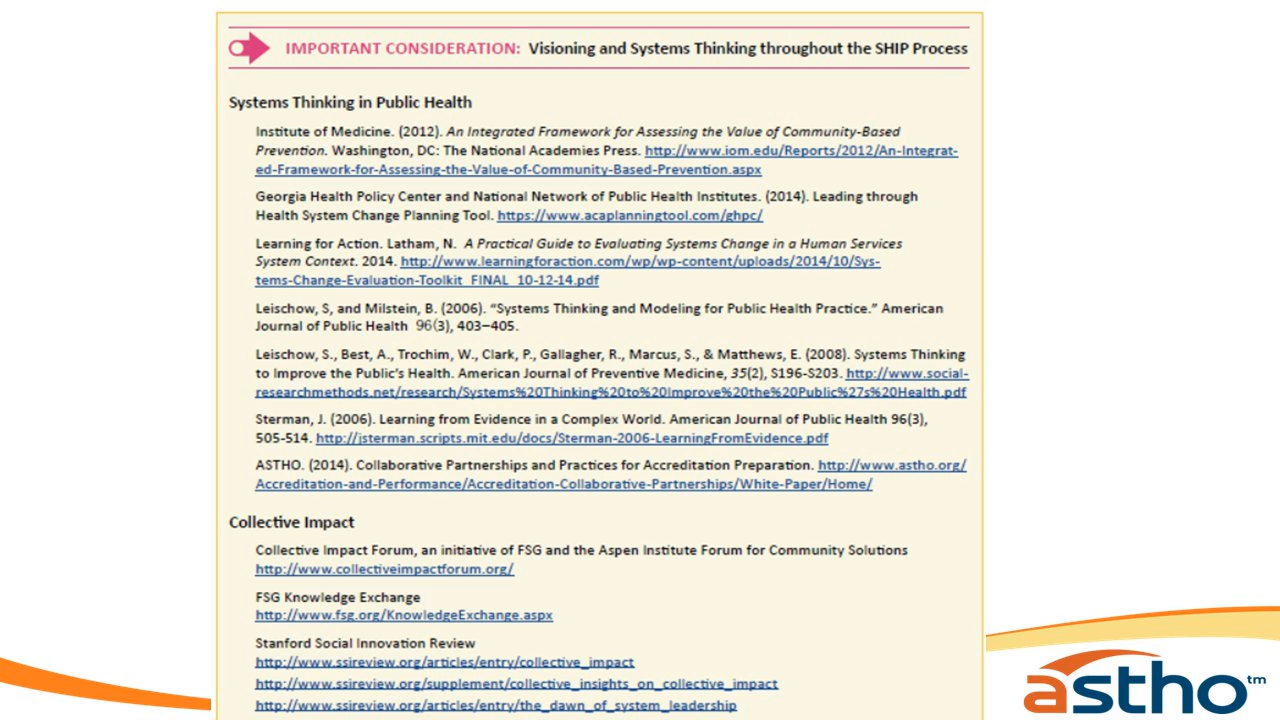 IMPORTANT CONSIDERATION: Visioning and Systems Thinking throughout the SHIP Process
Systems Thinking in Public Health
Institute of Medicine. (2012). An Integrated Framework for Assessing the Value of Community-Based
Prevention. Washington, DC: The National Academies Press. http://www.iom.edu/Reports/2012/An-Integrat-
ed-Framework-for-Assessing-the-Value-of-Community-Based-Prevention.aspx
Georgia Health Policy Center and National Network of Public Health Institutes. (2014). Leading through
Health System Change Planning Tool. https://www.acaplanningtool.com/ghpc/
Learning for Action. Latham, N. A Practical Guide to Evaluating Systems Change in a Human Services
System Context. 2014. http://www.learningforaction.com/wp/wp-content/uploads/2014/10/Sys-
tems-Change-Evaluation-Toolkit_FINAL_10-12-14.pdf
Leischow, S, and Milstein, B. (2006). “Systems Thinking and Modeling for Public Health Practice.” American
Journal of Public Health 96(3), 403–405.
Leischow, S., Best, A., Trochim, W., Clark, P., Gallagher, R., Marcus, S., & Matthews, E. (2008). Systems Thinking
to Improve the Public's Health. American Journal of Preventive Medicine, 35(2), S196-S203. http://www.social-
researchmethods.net/research/Systems%20Thinking%20to%20Improve%20the%20Public%27s%20Health.pdf
Sterman, J. (2006). Learning from Evidence in a Complex World. American Journal of Public Health 96(3),
505-514. http://jsterman.scripts.mit.edu/docs/Sterman-2006-LearningFromEvidence.pdf
ASTHO. (2014). Collaborative Partnerships and Practices for Accreditation Preparation. http://www.astho.org/
Accreditation-and-Performance/Accreditation-Collaborative-Partnerships/White-Paper/Home/
Collective Impact
Collective Impact Forum, an initiative of FSG and the Aspen Institute Forum for Community Solutions
http://www.collectiveimpactforum.org/
FSG Knowledge Exchange
http://www.fsg.org/KnowledgeExchange.aspx
Stanford Social Innovation Review
http://www.ssireview.org/articles/entry/collective_impact
http://www.ssireview.org/supplement/collective_insights_on_collective_impact
http://www.ssireview.org/articles/entry/the_dawn_of_system_leadership
astho™